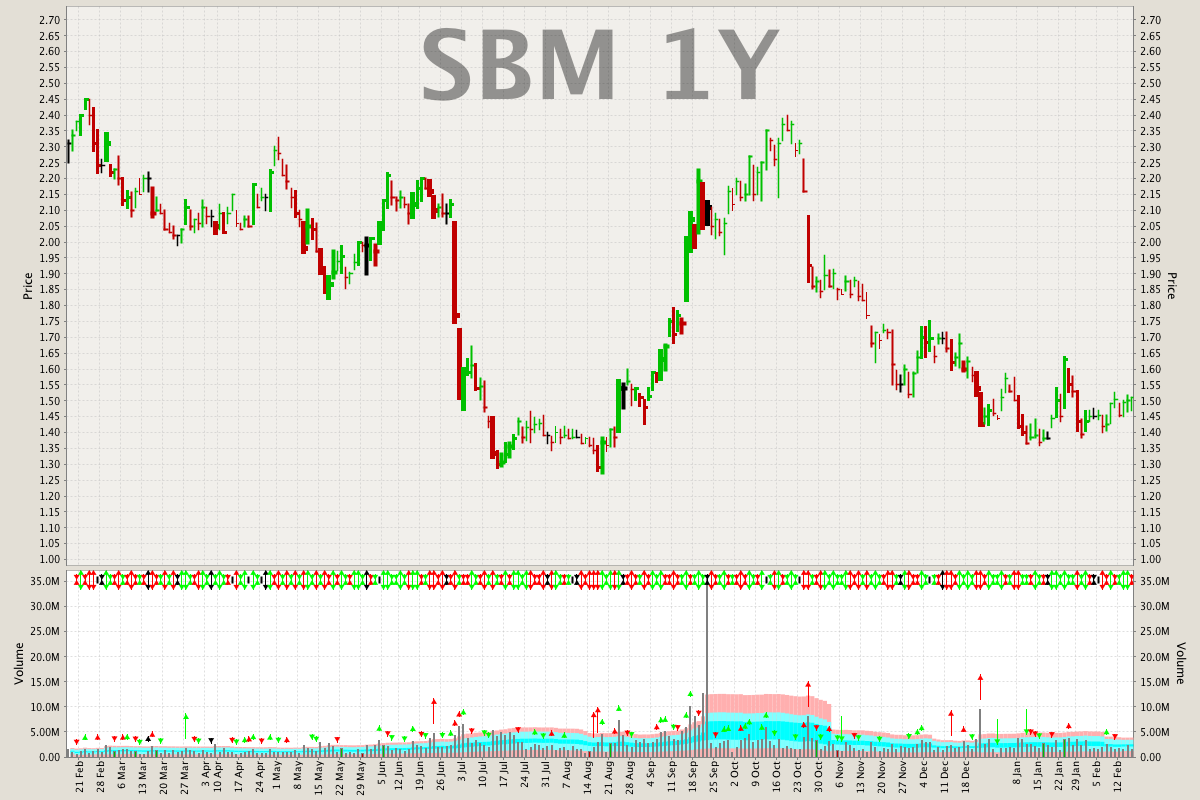 SBM 1Y
2.70 2.70
2.65 2.65
2.60 2.60
2.55 2.55
2.50 2.50
2.45 2.45
2.40 2.40
2.35 2.35
2.30 2.30
2.25 2.25
2.20 2.20
2.15 2.15
2.10 2.10
2.05 2.05
2.00 2.00
1.95 1.95
1.90 1.90
1.85 1.85
1.80 1.80
1.75 1.75
1.70 1.70
1.65 1.65
1.60 1.60
1.55 1.55
1.50 1.50
1.45 1.45
1.40 1.40
1.35 1.35
1.30 1.30
1.25 1.25
1.20 1.20
1.15 1.15
1.10 1.10
1.05 1.05
1.00 1.00
Price
Price
35.0M 35.0M
30.0M 30.0M
25.0M 25.0M
20.0M 20.0M
15.0M 15.0M
10.0M 10.0M
5.00M 5.00M
0.00 0.00
Volume
Volume
21 Feb 28 Feb 6 Mar 13 Mar 20 Mar 27 Mar 3 Apr 10 Apr 17 Apr 24 Apr 1 May 8 May 15 May 22 May 29 May 5 Jun 12 Jun 19 Jun 26 Jun 3 Jul 10 Jul 17 Jul 24 Jul 31 Jul 7 Aug 14 Aug 21 Aug 28 Aug 4 Sep 11 Sep 18 Sep 25 Sep 2 Oct 9 Oct 16 Oct 23 Oct 30 Oct 6 Nov 13 Nov 20 Nov 27 Nov 4 Dec 11 Dec 18 Dec 8 Jan 15 Jan 22 Jan 29 Jan 5 Feb 12 Feb